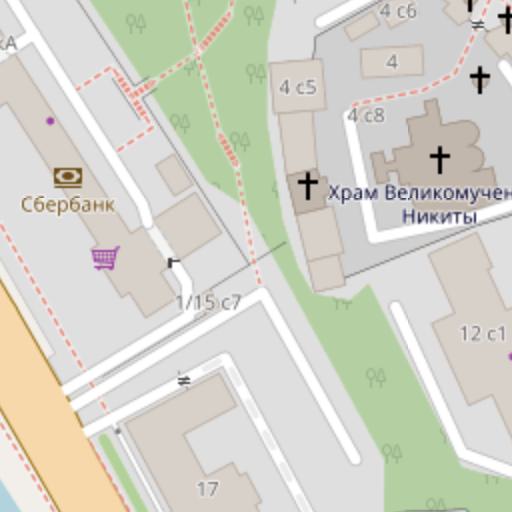 4 с6
4
4 с5
4 с8
Сбербанк
Храм Великомучен
Никиты
1/15 с7
12 с1
17